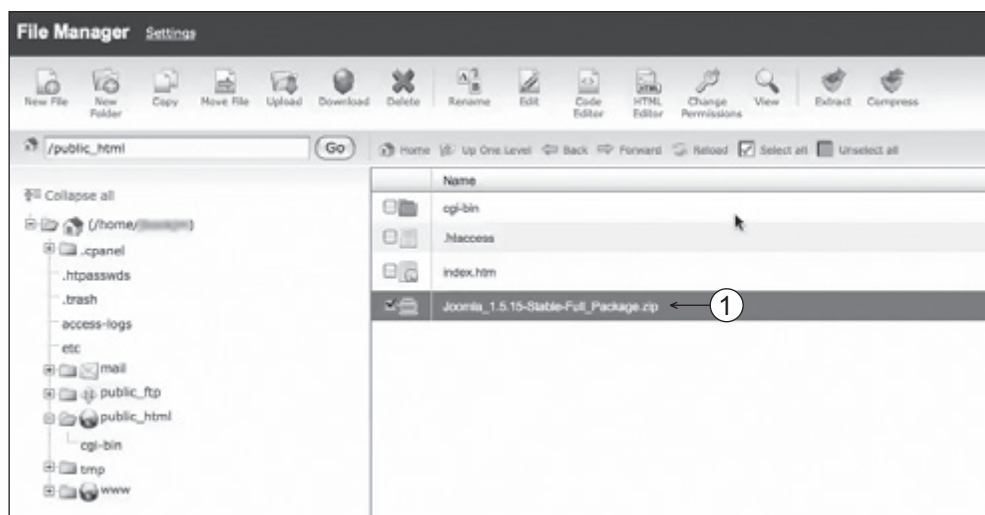 File Manager Settings
New File New Folder Copy Move File Upload Download Delete Rename Edit Code Editor HTML Editor Change Permissions View Extract Compress
/public_html Go Home Up One Level Back Forward Reload Select all Unselect all
Collapse all
(/home/ )
.cpanel
.htpasswds
.trash
access-logs
etc
mail
public_ftp
public_html
cgi-bin
tmp
www
Name
cgi-bin
.htaccess
index.htm
Joomla_1.5.15-Stable-Full_Package.zip 1